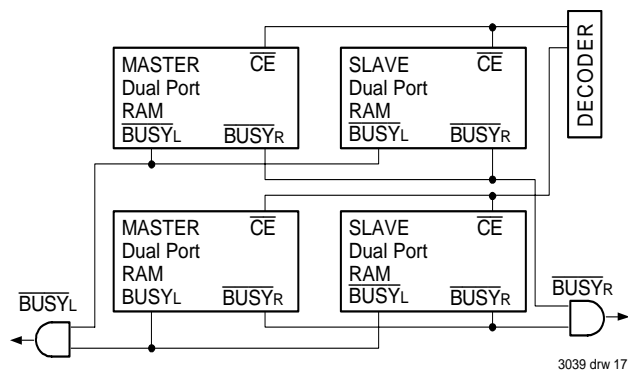 MASTER
Dual Port
RAM
BUSYL
CE
BUSYR
SLAVE
Dual Port
RAM
BUSYL
CE
BUSYR
DECODER
MASTER
Dual Port
RAM
BUSYL
CE
BUSYR
SLAVE
Dual Port
RAM
BUSYL
CE
BUSYR
BUSYL
BUSYR
3039 drw 17